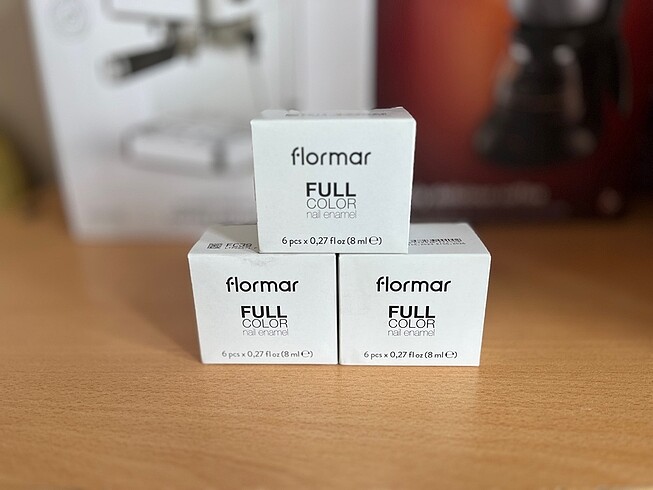 flormar
FULL
COLOR
nail enamel
6 pcs x 0,27 fl oz (8 ml ℮)
flormar
FULL
COLOR
nail enamel
6 pcs x 0,27 fl oz (8 ml ℮)
flormar
FULL
COLOR
nail enamel
6 pcs x 0,27 fl oz (8 ml ℮)